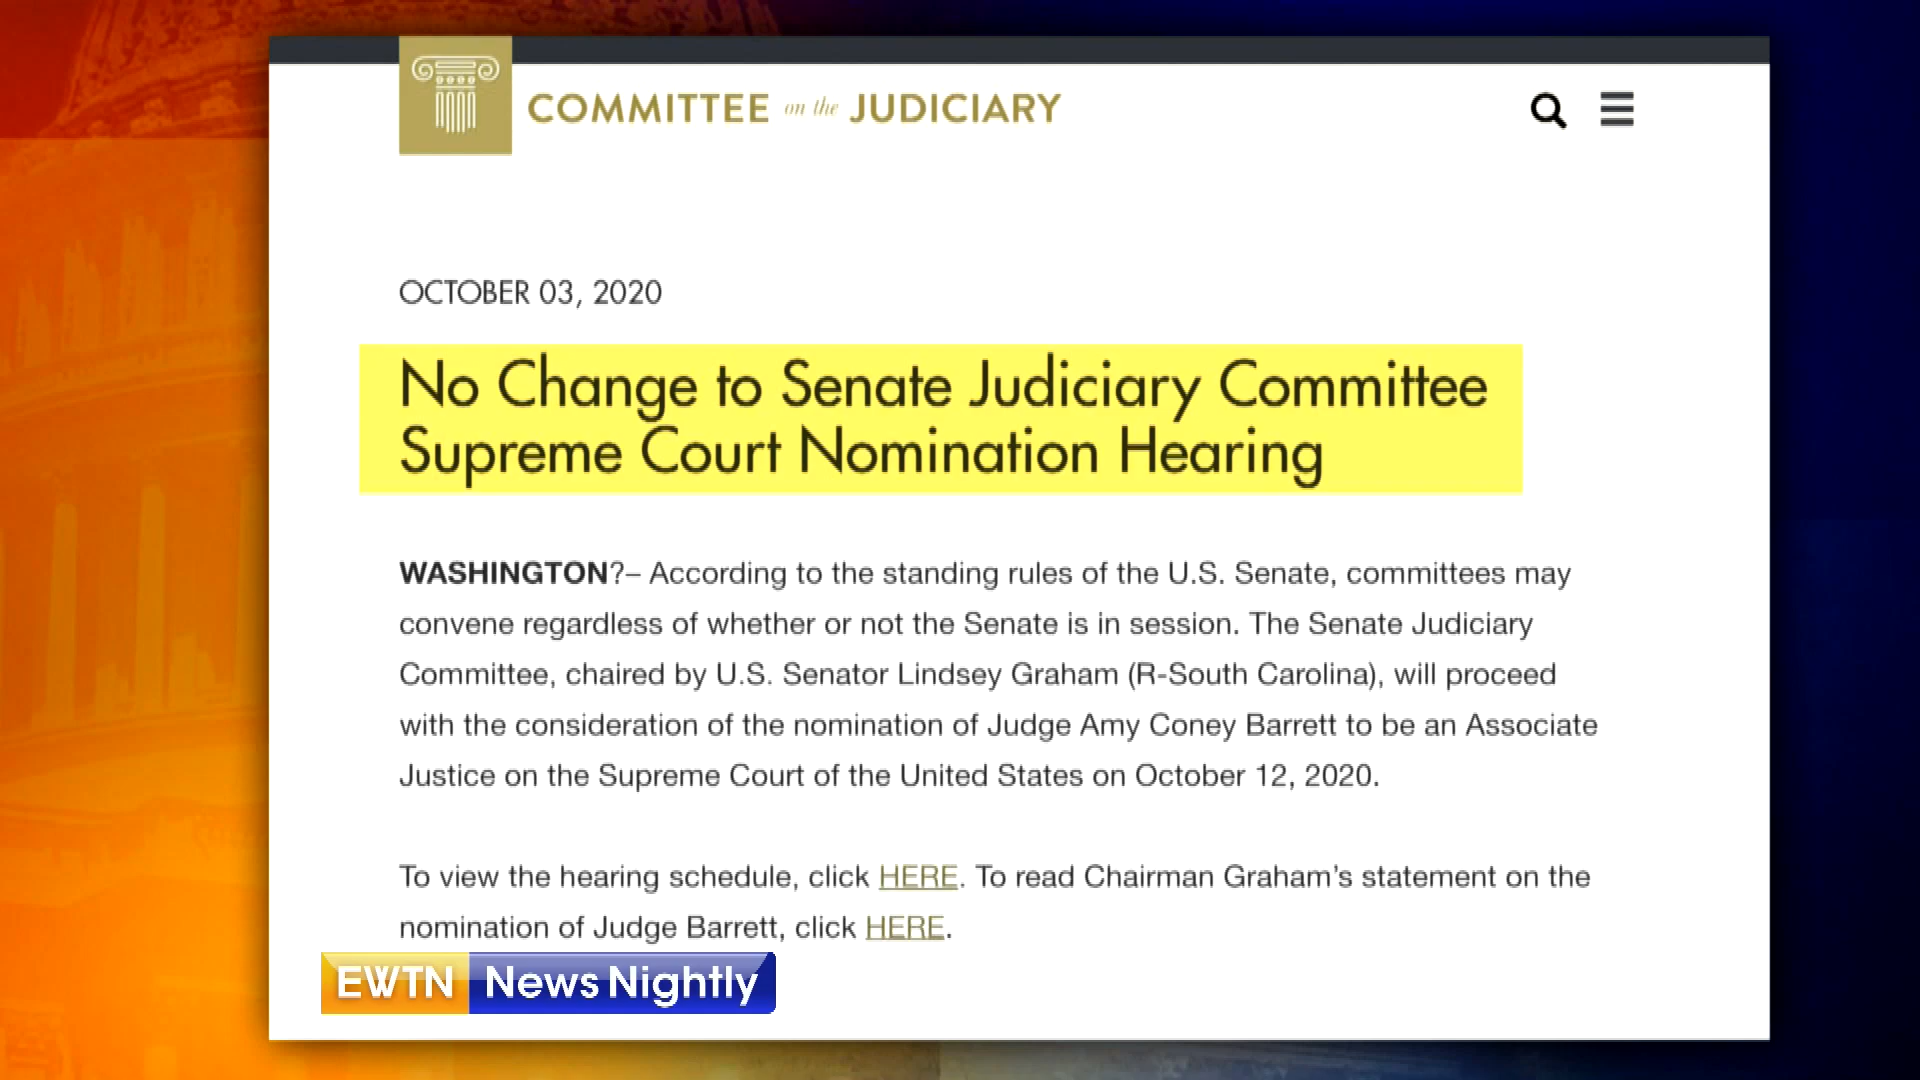 COMMITTEE on the JUDICIARY
OCTOBER 03, 2020
No Change to Senate Judiciary Committee
Supreme Court Nomination Hearing
WASHINGTON?– According to the standing rules of the U.S. Senate, committees may
convene regardless of whether or not the Senate is in session. The Senate Judiciary
Committee, chaired by U.S. Senator Lindsey Graham (R-South Carolina), will proceed
with the consideration of the nomination of Judge Amy Coney Barrett to be an Associate
Justice on the Supreme Court of the United States on October 12, 2020.
To view the hearing schedule, click HERE. To read Chairman Graham’s statement on the
nomination of Judge Barrett, click HERE.
EWTN News Nightly